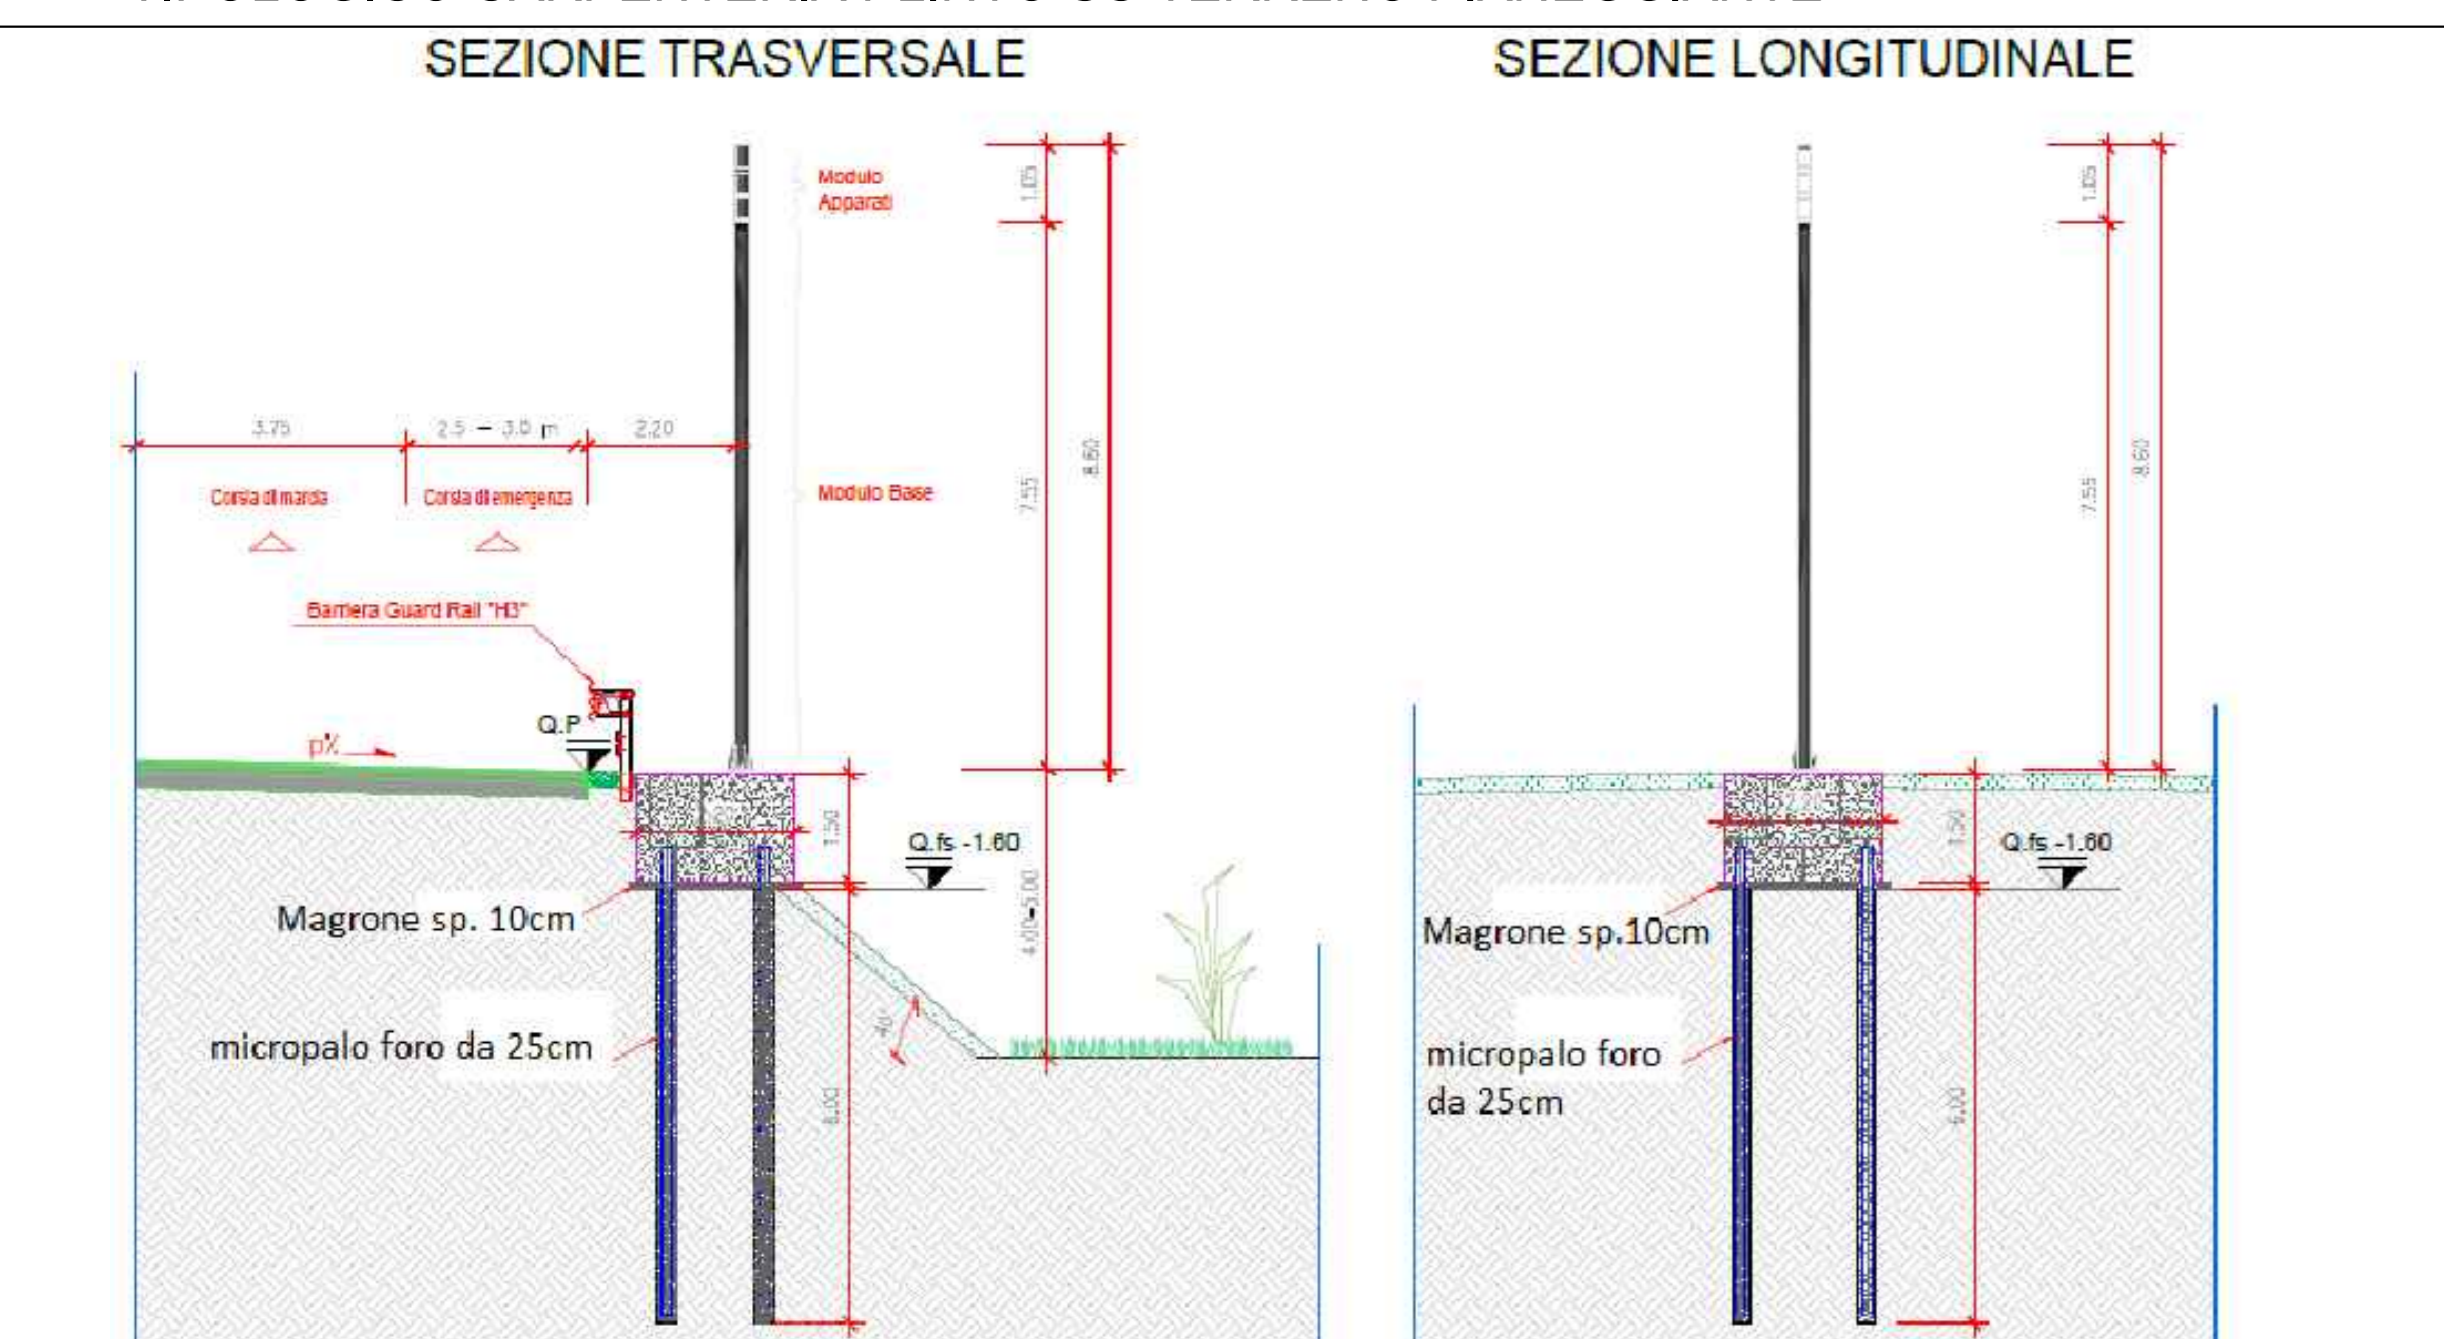 SEZIONE TRASVERSALE
SEZIONE LONGITUDINALE
Modulo
Apparati
1.05
1.05
3.75
2.5 – 3.0 m
2.20
8.60
7.55
8.60
7.55
Corsia di marcia
Corsia di emergenza
Modulo Base
Barriera Guard Rail "H3"
Q.P
p%
1.50
Q.fs -1.60
1.50
Q.fs -1.60
Magrone sp. 10cm
4.00–5.00
Magrone sp.10cm
micropalo foro da 25cm
micropalo foro
da 25cm
6.00